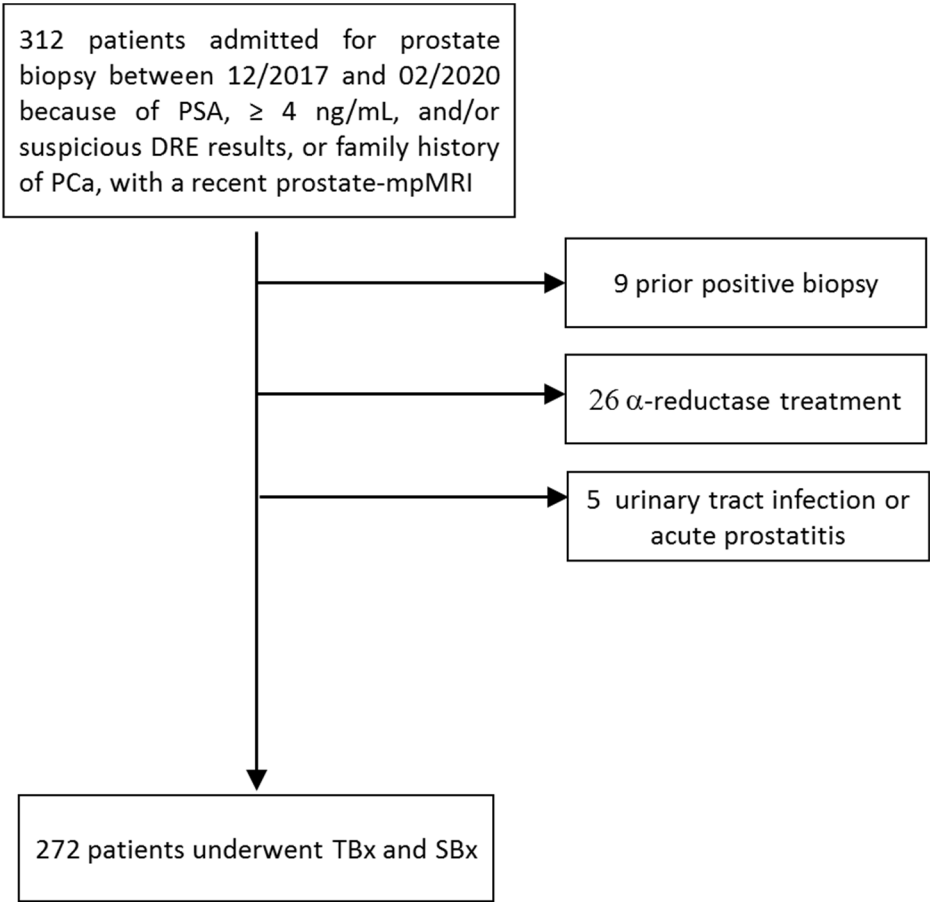 312 patients admitted for prostate
biopsy between 12/2017 and 02/2020
because of PSA, ≥ 4 ng/mL, and/or
suspicious DRE results, or family history
of PCa, with a recent prostate-mpMRI
9 prior positive biopsy
26 α-reductase treatment
5 urinary tract infection or
acute prostatitis
272 patients underwent TBx and SBx